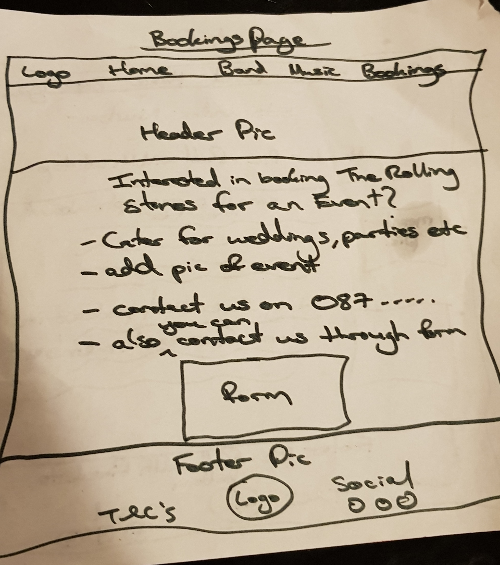 Bookings Page
Logo Home Band Music Bookings
Header Pic
Interested in booking The Rolling
Stones for an Event?
- Cater for weddings, parties etc
- add pic of event
- contact us on 087.....
- also you can contact us through form
Form
Footer Pic
T&C's Logo Social